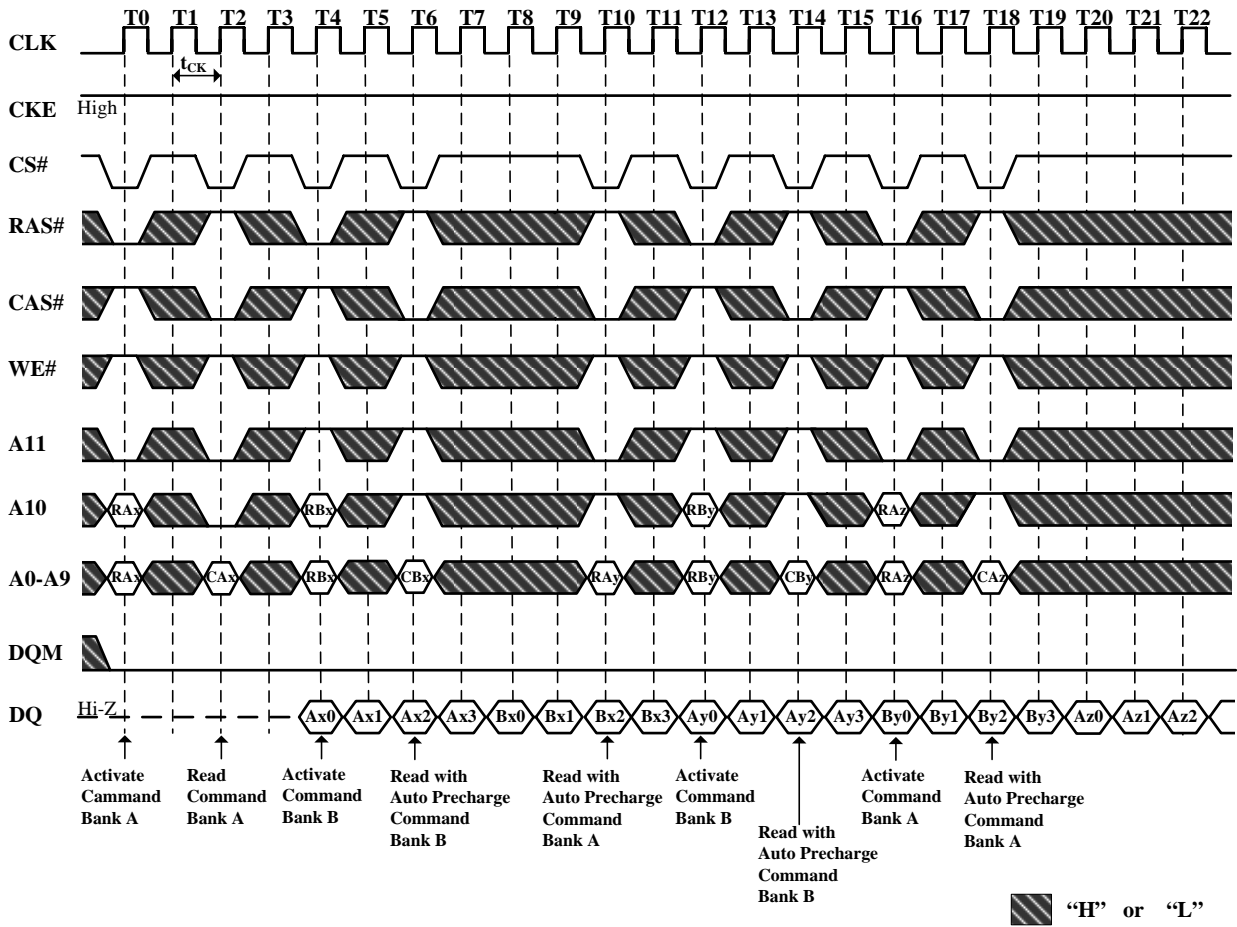 T0 T1 T2 T3 T4 T5 T6 T7 T8 T9 T10 T11 T12 T13 T14 T15 T16 T17 T18 T19 T20 T21 T22
CLK
tCK
CKE High
CS#
RAS#
CAS#
WE#
A11
A10 RAx RBx RBy RAz
A0-A9 RAx CAx RBx CBx RAy RBy CBy RAz CAz
DQM
DQ Hi-Z Ax0 Ax1 Ax2 Ax3 Bx0 Bx1 Bx2 Bx3 Ay0 Ay1 Ay2 Ay3 By0 By1 By2 By3 Az0 Az1 Az2
Activate
Cammand
Bank A
Read
Command
Bank A
Activate
Command
Bank B
Read with
Auto Precharge
Command
Bank B
Read with
Auto Precharge
Command
Bank A
Activate
Command
Bank B
Read with
Auto Precharge
Command
Bank B
Activate
Command
Bank A
Read with
Auto Precharge
Command
Bank A
“H” or “L”